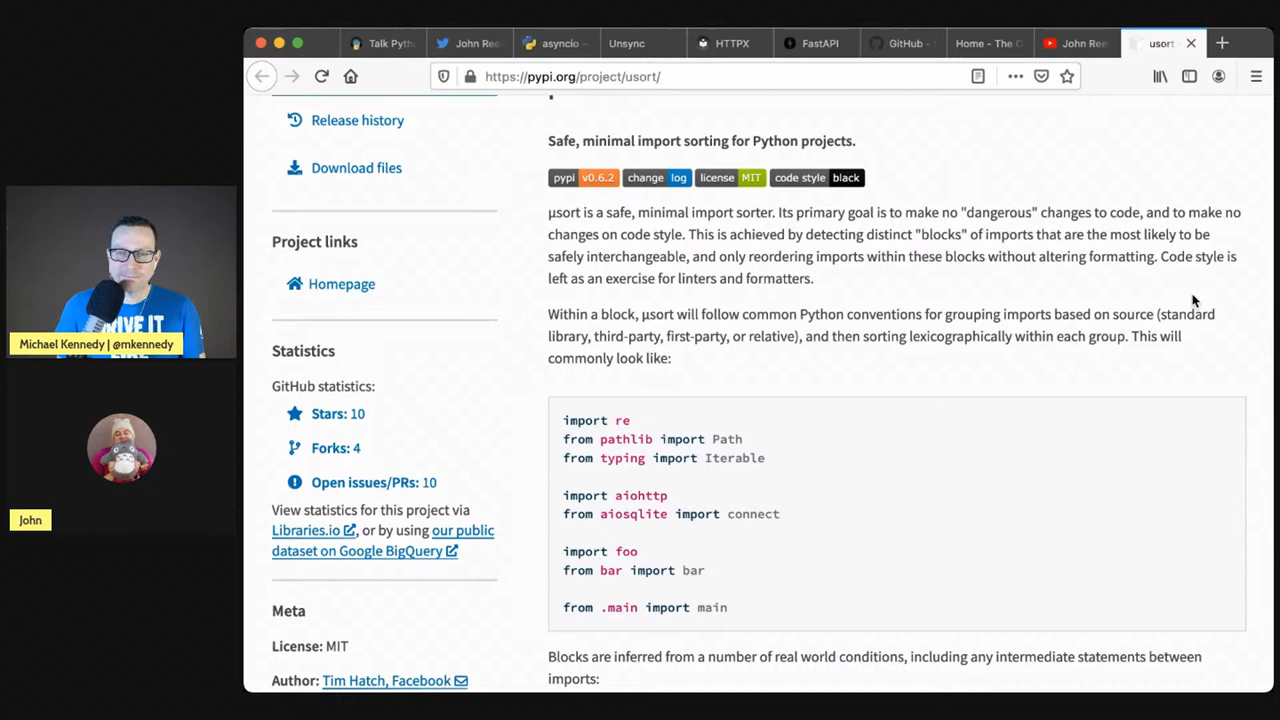 Talk Pyth
John Ree
asyncio —
Unsync
HTTPX
FastAPI
GitHub -
Home - The C
John Ree
usort
https://pypi.org/project/usort/
Release history
Download files
Project links
Homepage
Statistics
GitHub statistics:
Stars: 10
Forks: 4
Open issues/PRs: 10
View statistics for this project via
Libraries.io, or by using our public
dataset on Google BigQuery
Meta
License: MIT
Author: Tim Hatch, Facebook
Safe, minimal import sorting for Python projects.
pypi v0.6.2 change log license MIT code style black
μsort is a safe, minimal import sorter. Its primary goal is to make no "dangerous" changes to code, and to make no
changes on code style. This is achieved by detecting distinct "blocks" of imports that are the most likely to be
safely interchangeable, and only reordering imports within these blocks without altering formatting. Code style is
left as an exercise for linters and formatters.
Within a block, μsort will follow common Python conventions for grouping imports based on source (standard
library, third-party, first-party, or relative), and then sorting lexicographically within each group. This will
commonly look like:
import re
from pathlib import Path
from typing import Iterable
import aiohttp
from aiosqlite import connect
import foo
from bar import bar
from .main import main
Blocks are inferred from a number of real world conditions, including any intermediate statements between
imports:
RIVE IT
Michael Kennedy | @mkennedy
John